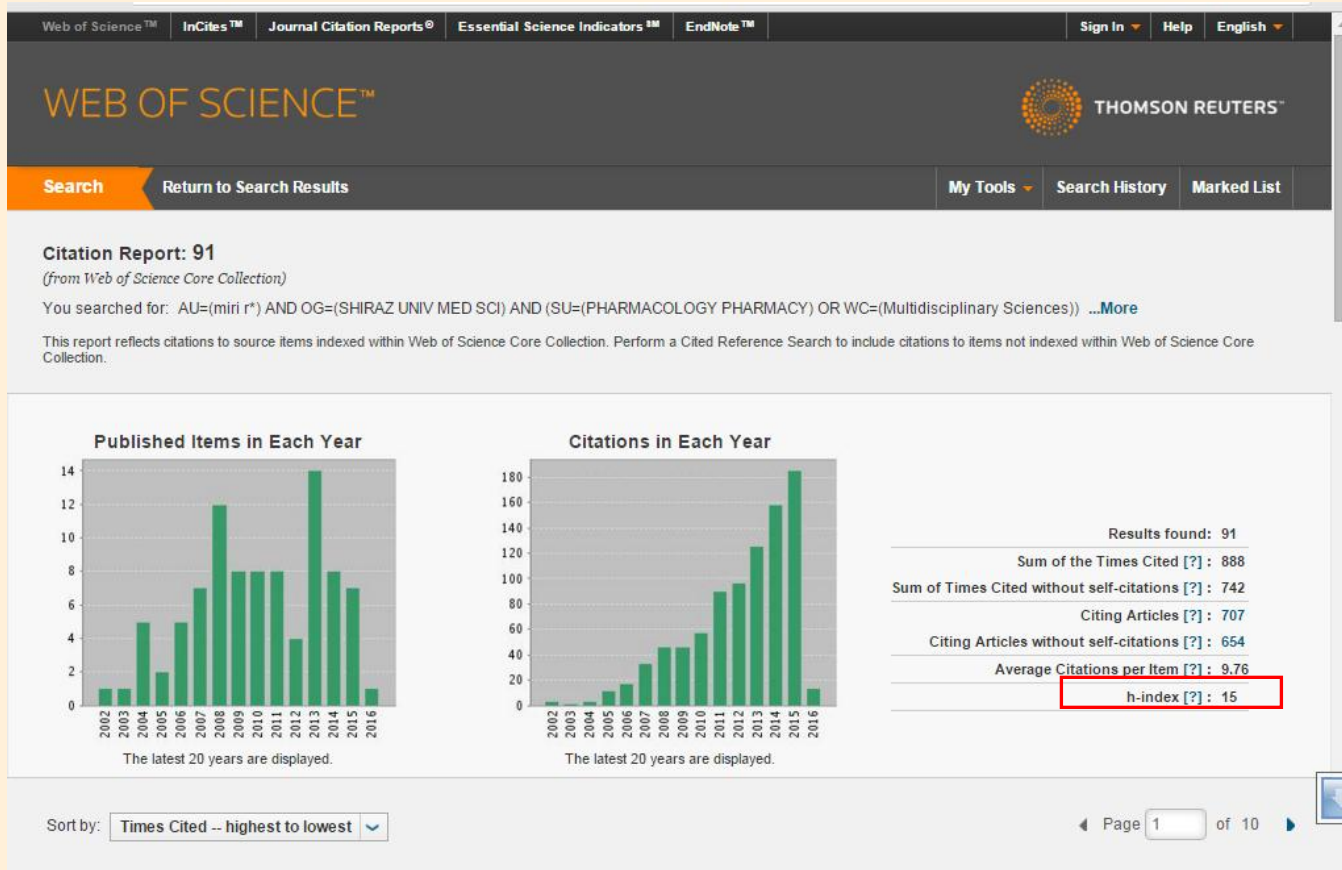 Web of Science™ InCites™ Journal Citation Reports® Essential Science Indicators℠ EndNote™ Sign In Help English
WEB OF SCIENCE™
THOMSON REUTERS™
Search Return to Search Results My Tools Search History Marked List
Citation Report: 91
(from Web of Science Core Collection)
You searched for: AU=(miri r*) AND OG=(SHIRAZ UNIV MED SCI) AND (SU=(PHARMACOLOGY PHARMACY) OR WC=(Multidisciplinary Sciences)) ...More
This report reflects citations to source items indexed within Web of Science Core Collection. Perform a Cited Reference Search to include citations to items not indexed within Web of Science Core
Collection.
Published Items in Each Year
14
12
10
8
6
4
2
0
2002 2003 2004 2005 2006 2007 2008 2009 2010 2011 2012 2013 2014 2015 2016
The latest 20 years are displayed.
Citations in Each Year
180
160
140
120
100
80
60
40
20
0
2002 2003 2004 2005 2006 2007 2008 2009 2010 2011 2012 2013 2014 2015 2016
The latest 20 years are displayed.
Results found: 91
Sum of the Times Cited [?] : 888
Sum of Times Cited without self-citations [?] : 742
Citing Articles [?] : 707
Citing Articles without self-citations [?] : 654
Average Citations per Item [?] : 9.76
h-index [?] : 15
Sort by: Times Cited -- highest to lowest
Page 1 of 10